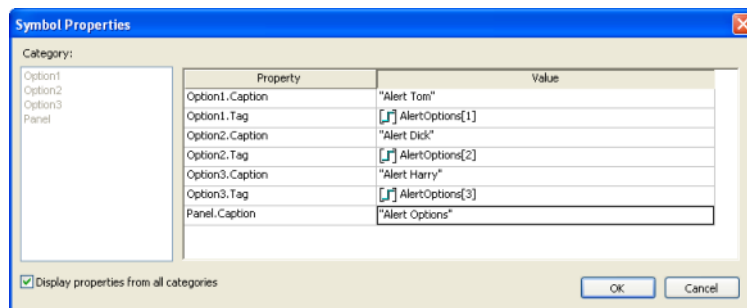 Symbol Properties
Category:
Option1
Option2
Option3
Panel
Property Value
Option1.Caption "Alert Tom"
Option1.Tag AlertOptions[1]
Option2.Caption "Alert Dick"
Option2.Tag AlertOptions[2]
Option3.Caption "Alert Harry"
Option3.Tag AlertOptions[3]
Panel.Caption "Alert Options"
Display properties from all categories
OK Cancel